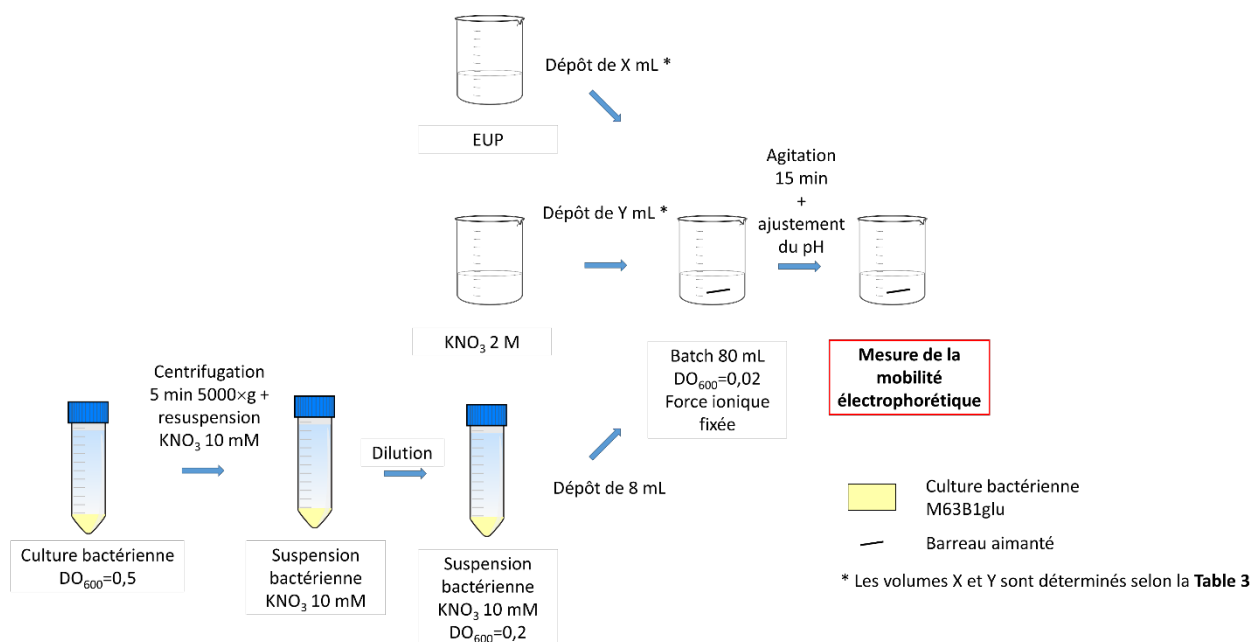 Dépôt de X mL *
EUP
Agitation
15 min
+
ajustement
du pH
Dépôt de Y mL *
KNO₃ 2 M
Batch 80 mL
DO₆₀₀=0,02
Force ionique
fixée
Mesure de la
mobilité
électrophorétique
Centrifugation
5 min 5000×g +
resuspension
KNO₃ 10 mM
Dilution
Dépôt de 8 mL
Culture bactérienne
DO₆₀₀=0,5
Suspension
bactérienne
KNO₃ 10 mM
Suspension
bactérienne
KNO₃ 10 mM
DO₆₀₀=0,2
Culture bactérienne
M63B1glu
Barreau aimanté
* Les volumes X et Y sont déterminés selon la Table 3